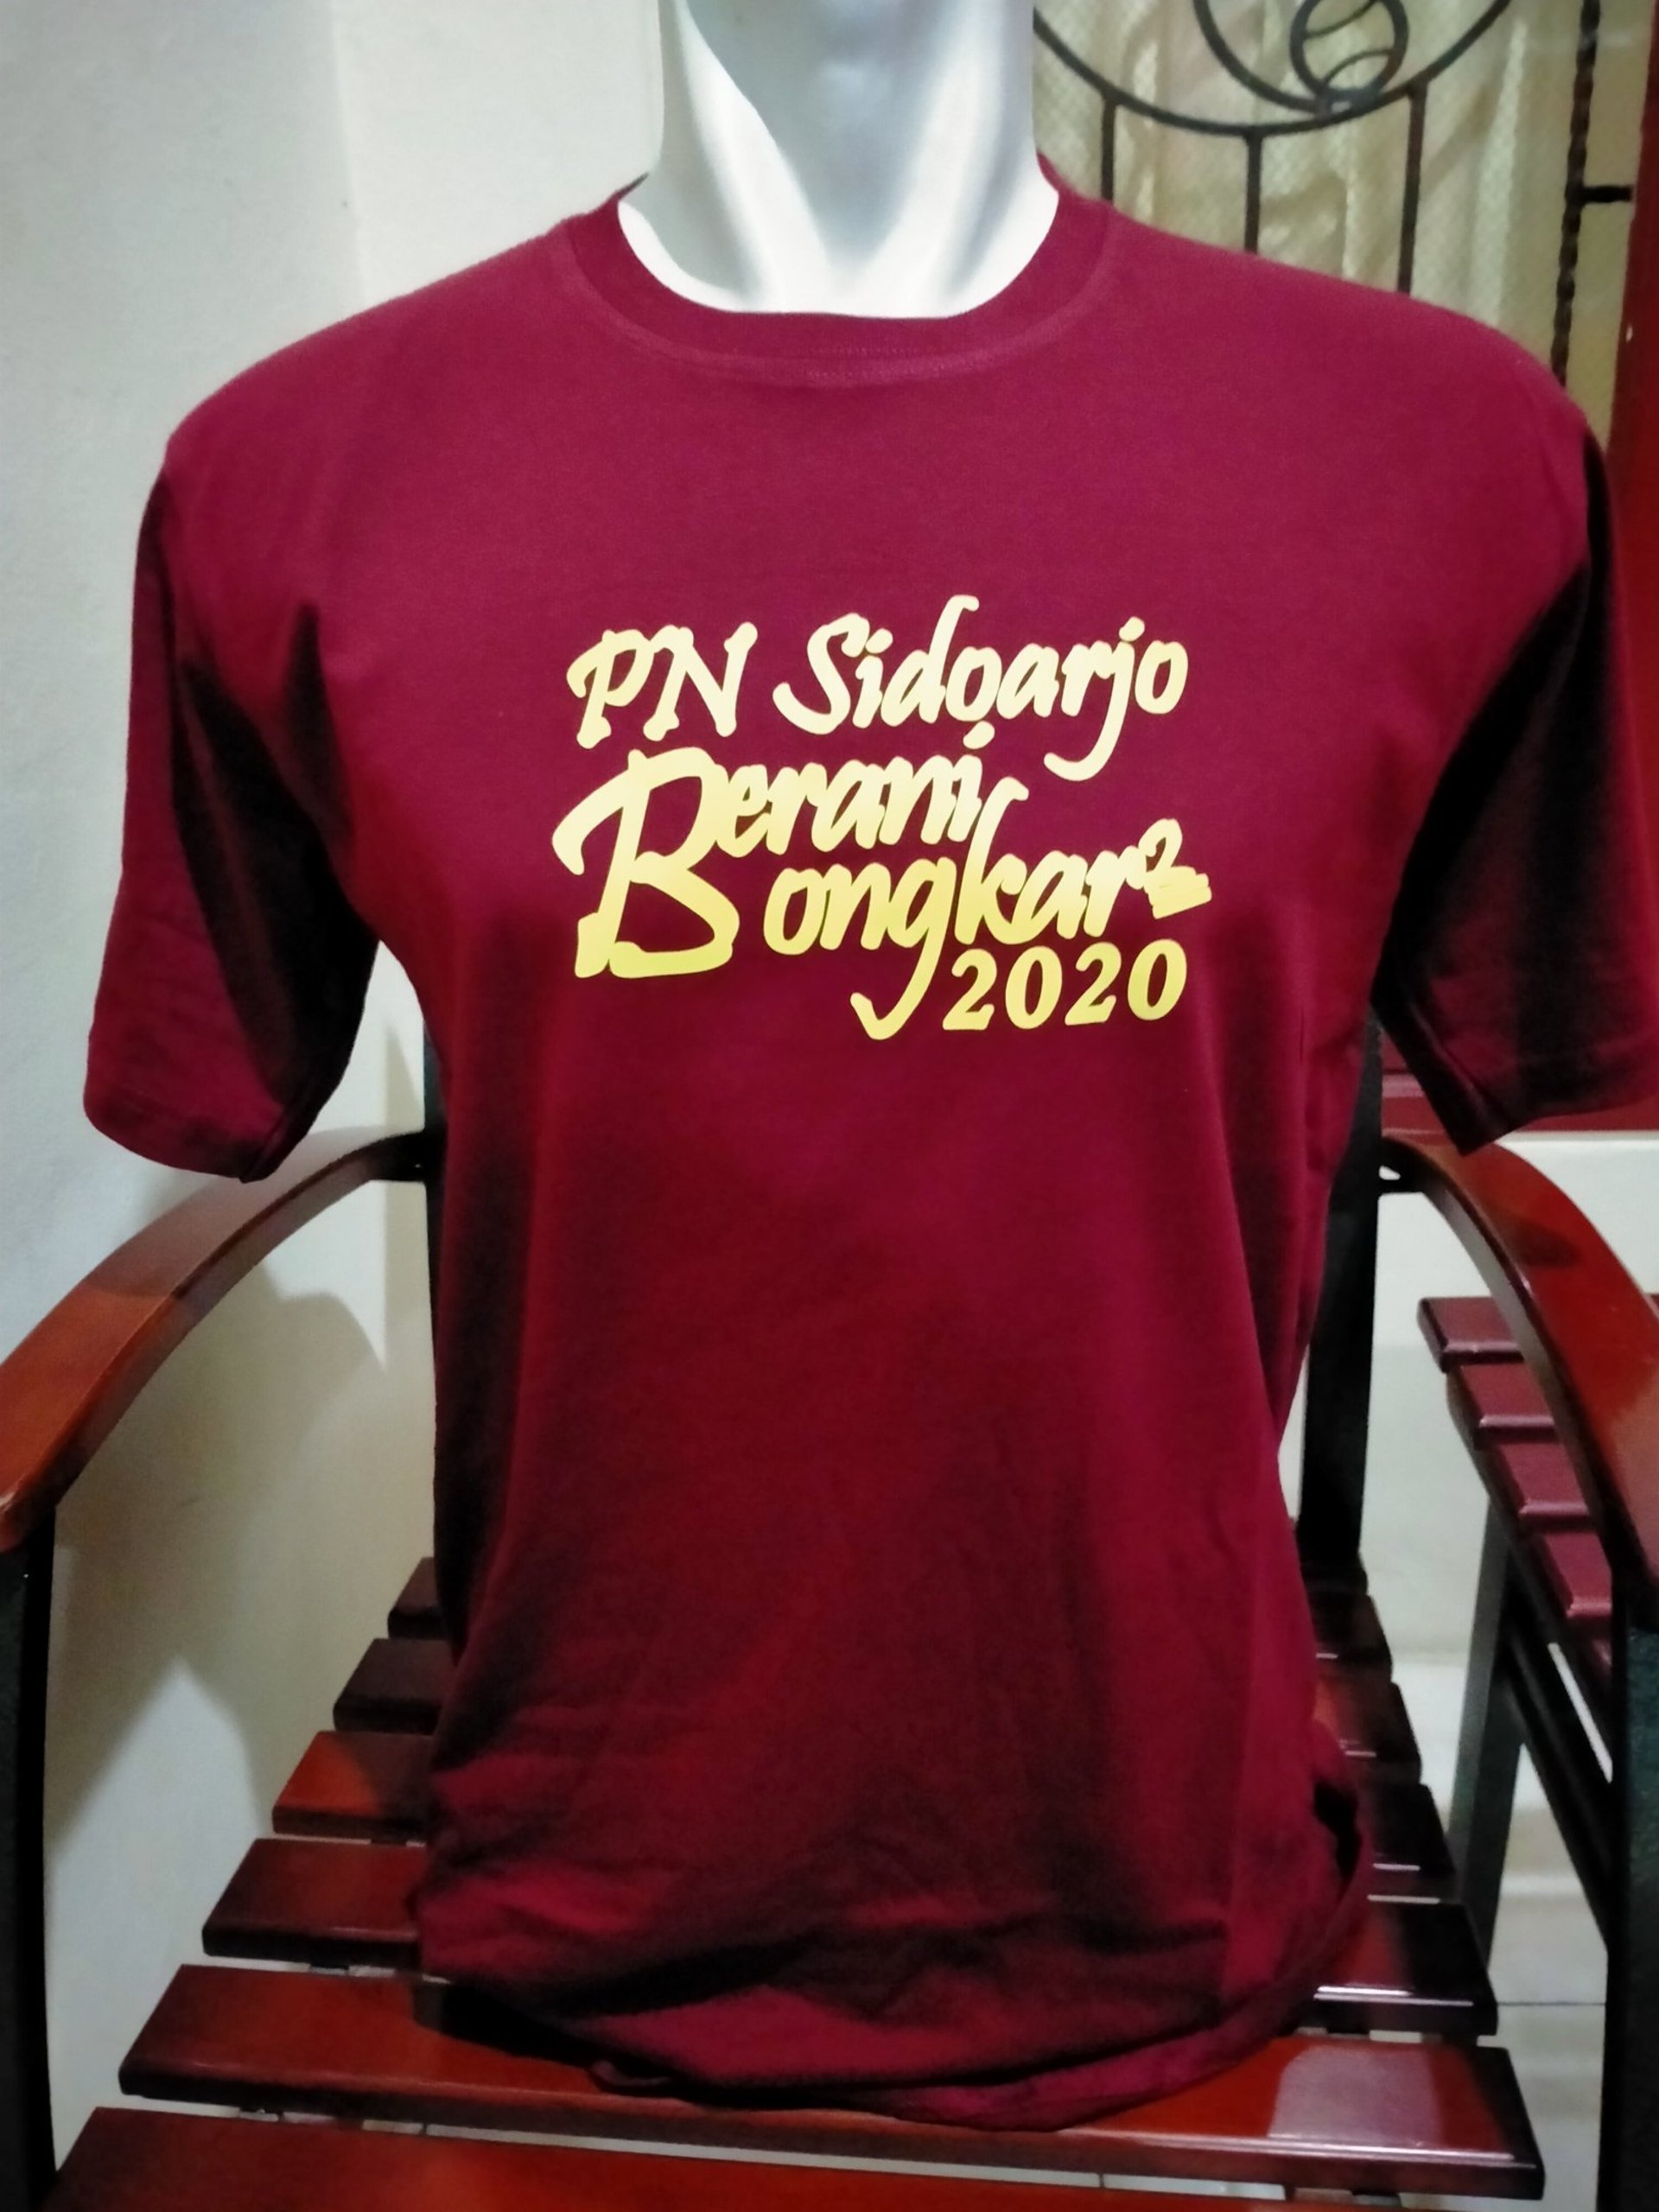 PN Sidoarjo
Berani
Bongkar2
2020